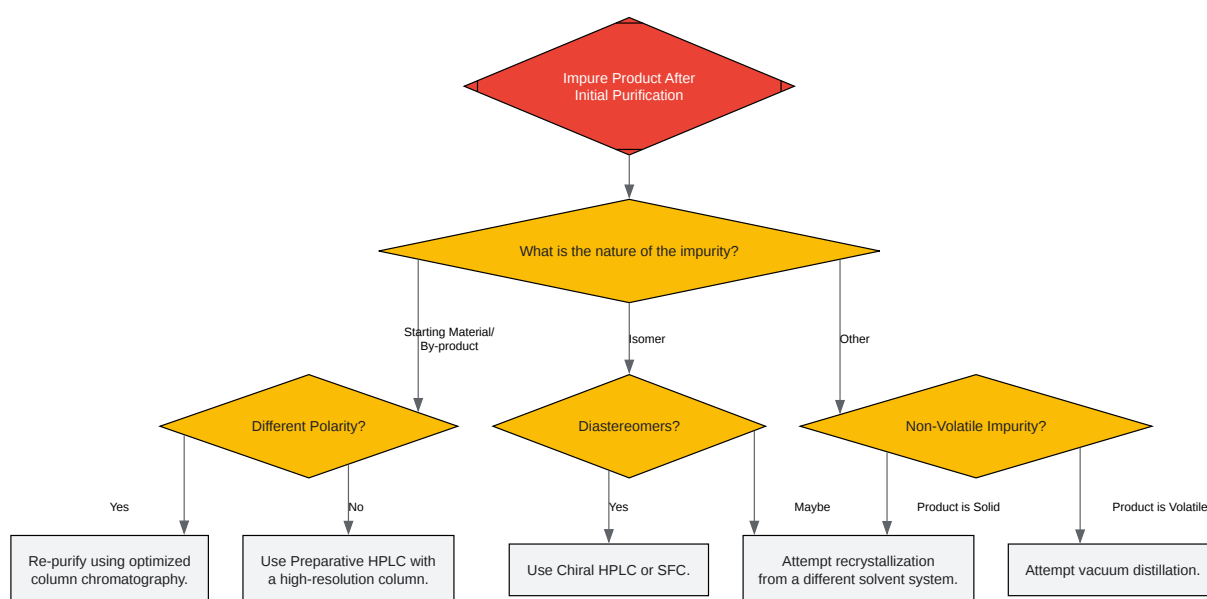 Impure Product After
Initial Purification
What is the nature of the impurity?
Starting Material/
By-product
Isomer
Other
Different Polarity?
Diastereomers?
Non-Volatile Impurity?
Yes
No
Yes
Maybe
Product is Solid
Product is Volatile
Re-purify using optimized
column chromatography.
Use Preparative HPLC with
a high-resolution column.
Use Chiral HPLC or SFC.
Attempt recrystallization
from a different solvent system.
Attempt vacuum distillation.